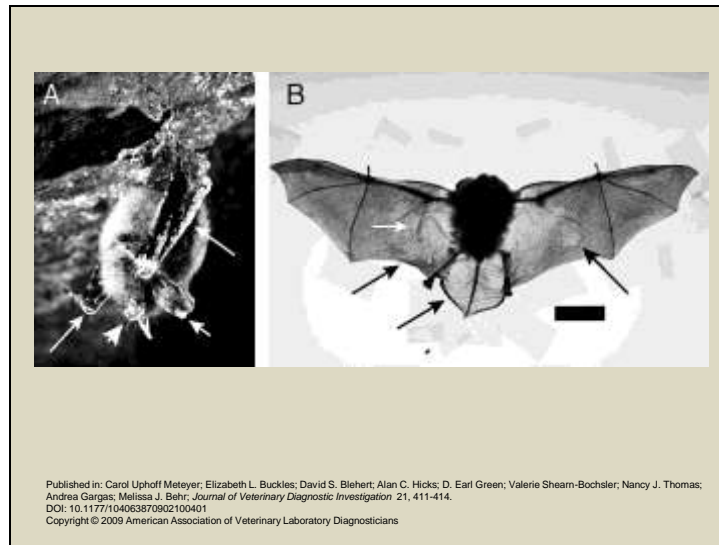 A
B
Published in: Carol Uphoff Meteyer; Elizabeth L. Buckles; David S. Blehert; Alan C. Hicks; D. Earl Green; Valerie Shearn-Bochsler; Nancy J. Thomas;
Andrea Gargas; Melissa J. Behr; Journal of Veterinary Diagnostic Investigation 21, 411-414.
DOI: 10.1177/104063870902100401
Copyright © 2009 American Association of Veterinary Laboratory Diagnosticians